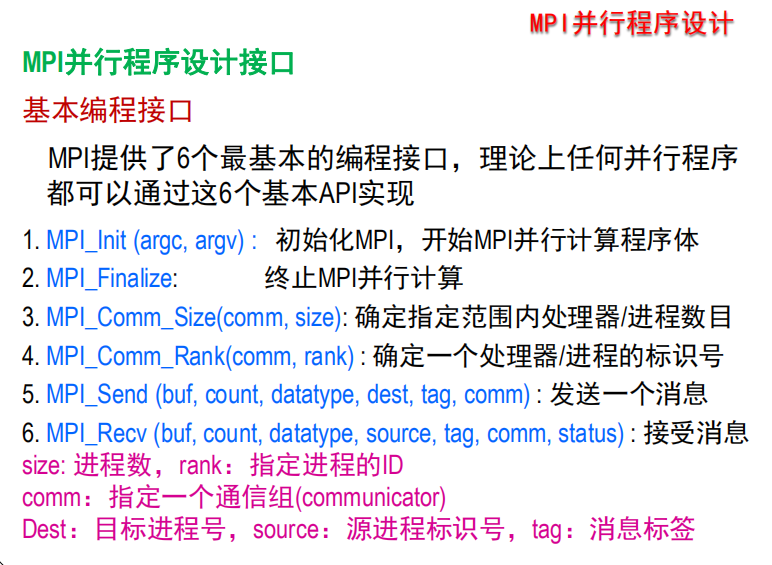 MPI并行程序设计
MPI并行程序设计接口
基本编程接口
MPI提供了6个最基本的编程接口，理论上任何并行程序
都可以通过这6个基本API实现
1. MPI_Init (argc, argv) : 初始化MPI，开始MPI并行计算程序体
2. MPI_Finalize: 终止MPI并行计算
3. MPI_Comm_Size(comm, size): 确定指定范围内处理器/进程数目
4. MPI_Comm_Rank(comm, rank) : 确定一个处理器/进程的标识号
5. MPI_Send (buf, count, datatype, dest, tag, comm) : 发送一个消息
6. MPI_Recv (buf, count, datatype, source, tag, comm, status) : 接受消息
size: 进程数，rank：指定进程的ID
comm：指定一个通信组(communicator)
Dest：目标进程号，source：源进程标识号，tag：消息标签